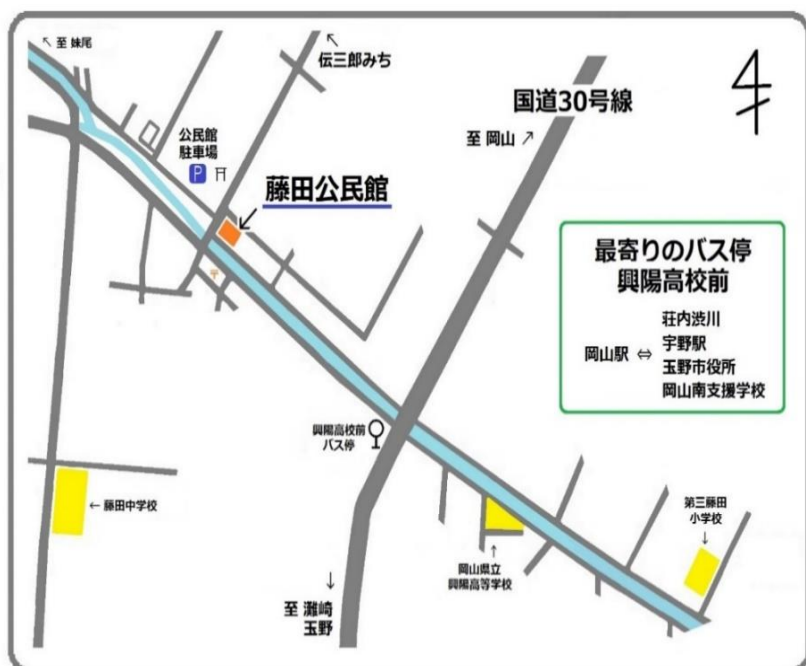 ↖ 至 妹尾
↖
伝三郎みち
国道30号線
至 岡山 ↗
公民館
駐車場
P
藤田公民館
最寄りのバス停
興陽高校前
岡山駅 ⇔
荘内渋川
宇野駅
玉野市役所
岡山南支援学校
興陽高校前
バス停
← 藤田中学校
第三藤田
小学校
↓
↑
岡山県立
興陽高等学校
↓
至 灘崎
玉野